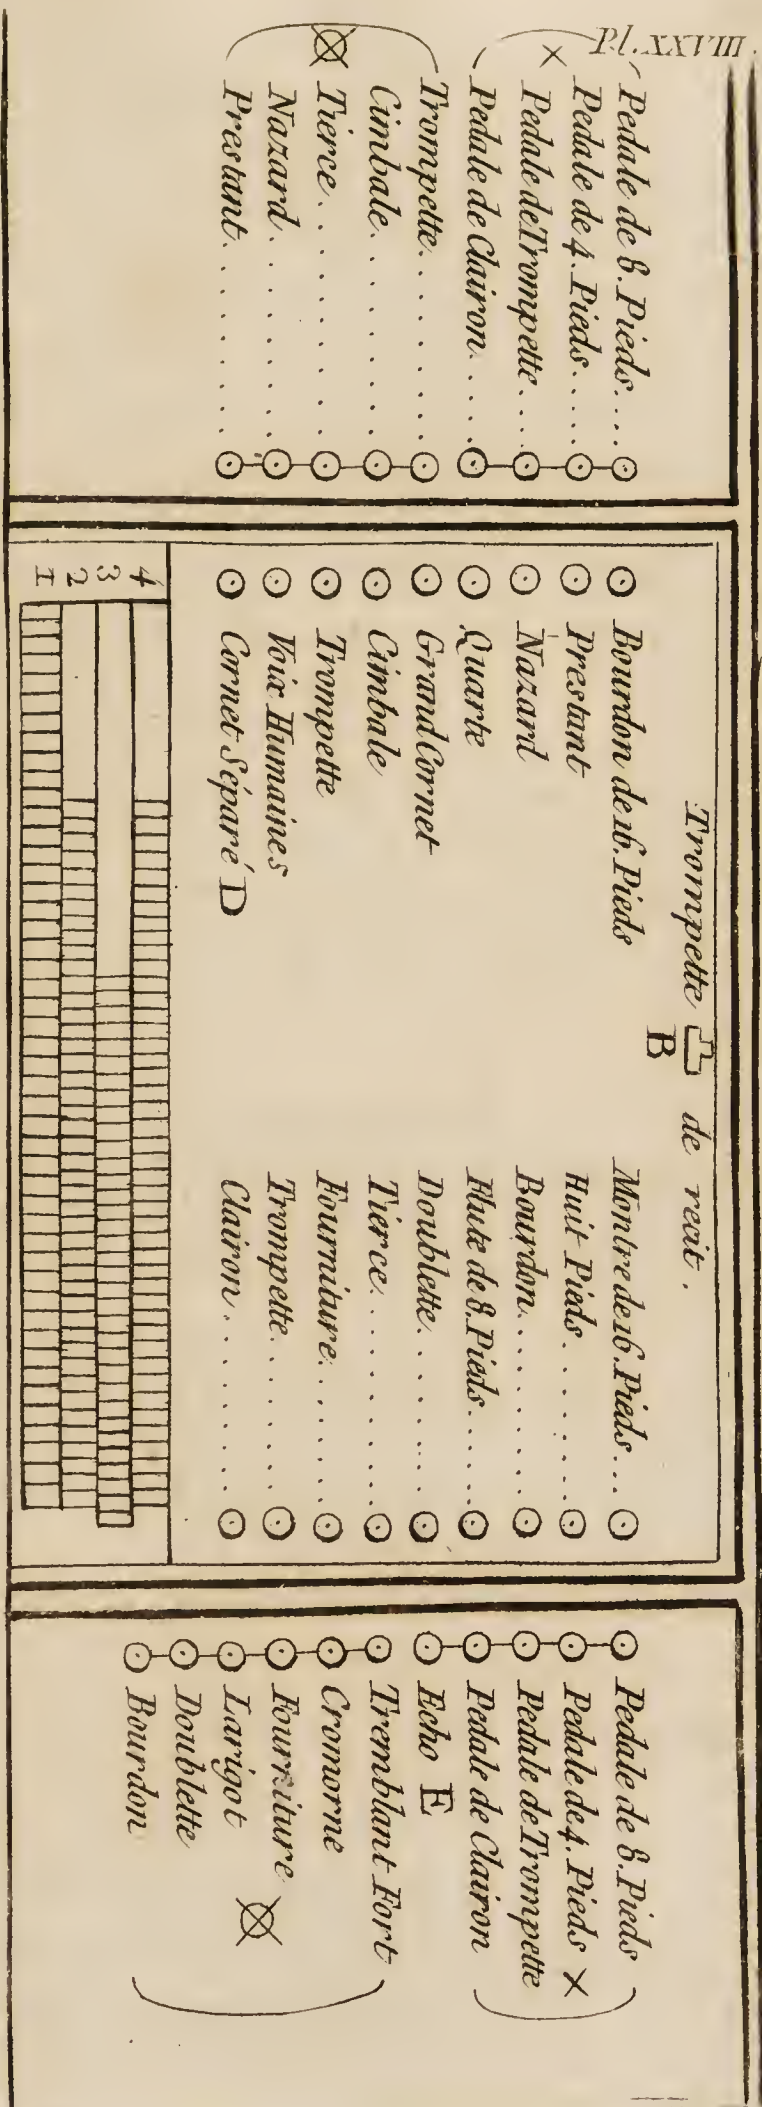 Pl. XXVIII.
Pedale de 8. Pieds....
Pedale de 4. Pieds.....
× Pedale de Trompette...
Pedale de Clairon.....
Trompette..........
Cimbale..........
Tierce..........
Nazard..........
Prestant..........
Trompette B de recit.
Bourdon de 16. Pieds
Prestant
Nazard
Quarte
Grand Cornet
Cimbale
Trompette
Voix Humaines
Cornet Séparé D
Montre de 16. Pieds...
Huit Pieds........
Bourdon..........
Flute de 8. Pieds.....
Doublette.........
Tierce..........
Fourniture........
Trompette........
Clairon..........
4
3
2
1
Pedale de 8. Pieds
Pedale de 4. Pieds ×
Pedale de Trompette
Pedale de Clairon
Echo E
Tremblant Fort
Cromorne
Fourniture
Larigot
Doublette
Bourdon